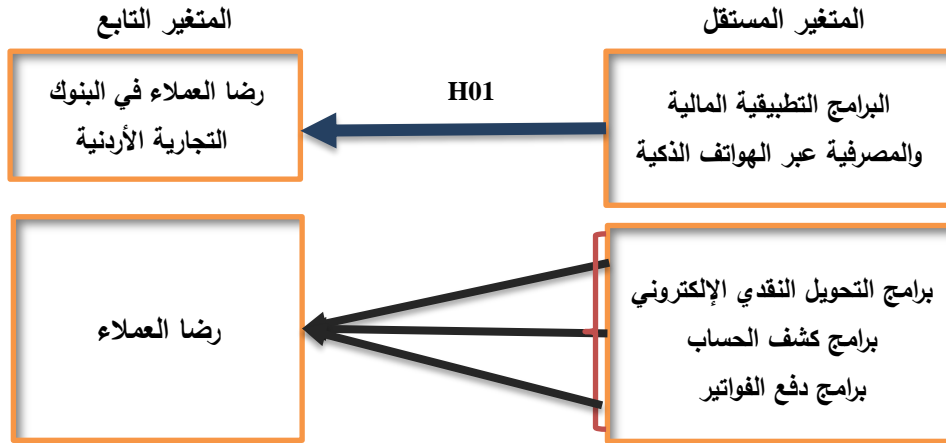 المتغير المستقل
المتغير التابع
البرامج التطبيقية المالية
والمصرفية عبر الهواتف الذكية
H01
رضا العملاء في البنوك
التجارية الأردنية
برامج التحويل النقدي الإلكتروني
برامج كشف الحساب
برامج دفع الفواتير
رضا العملاء